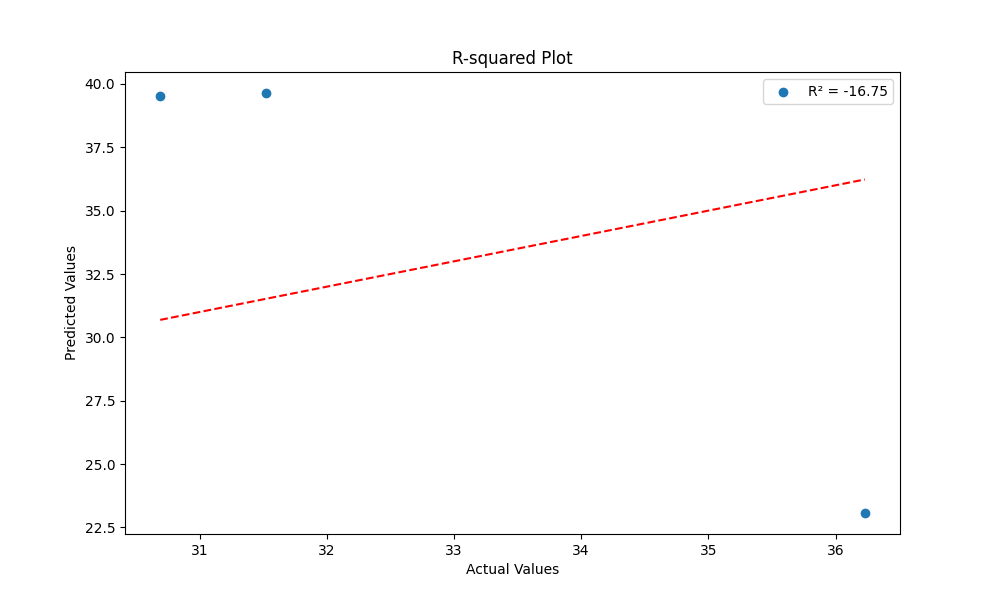 R-squared Plot
R² = -16.75
40.0
37.5
35.0
32.5
30.0
27.5
25.0
22.5
Predicted Values
31 32 33 34 35 36
Actual Values